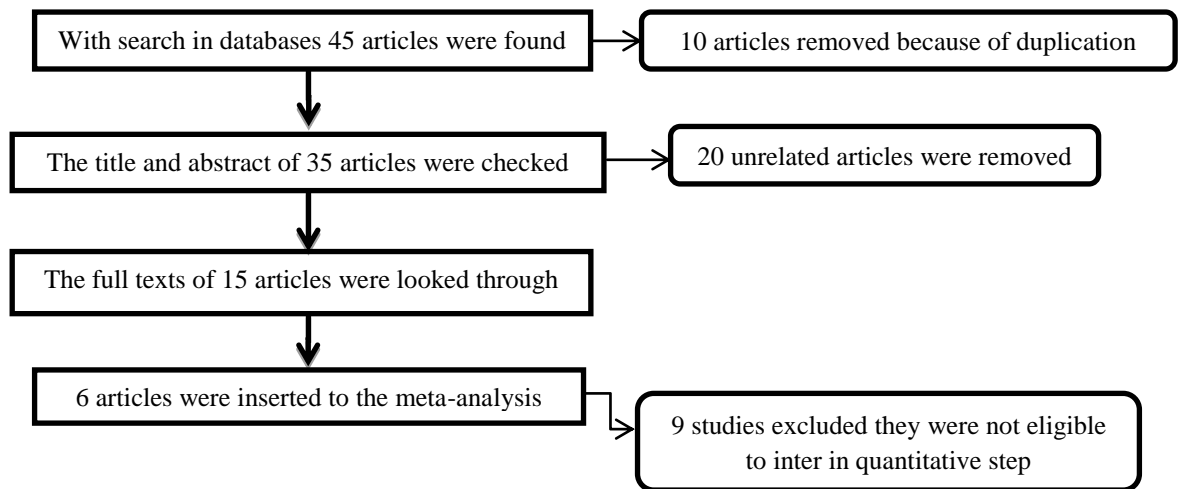 With search in databases 45 articles were found
10 articles removed because of duplication
The title and abstract of 35 articles were checked
20 unrelated articles were removed
The full texts of 15 articles were looked through
6 articles were inserted to the meta-analysis
9 studies excluded they were not eligible
to inter in quantitative step